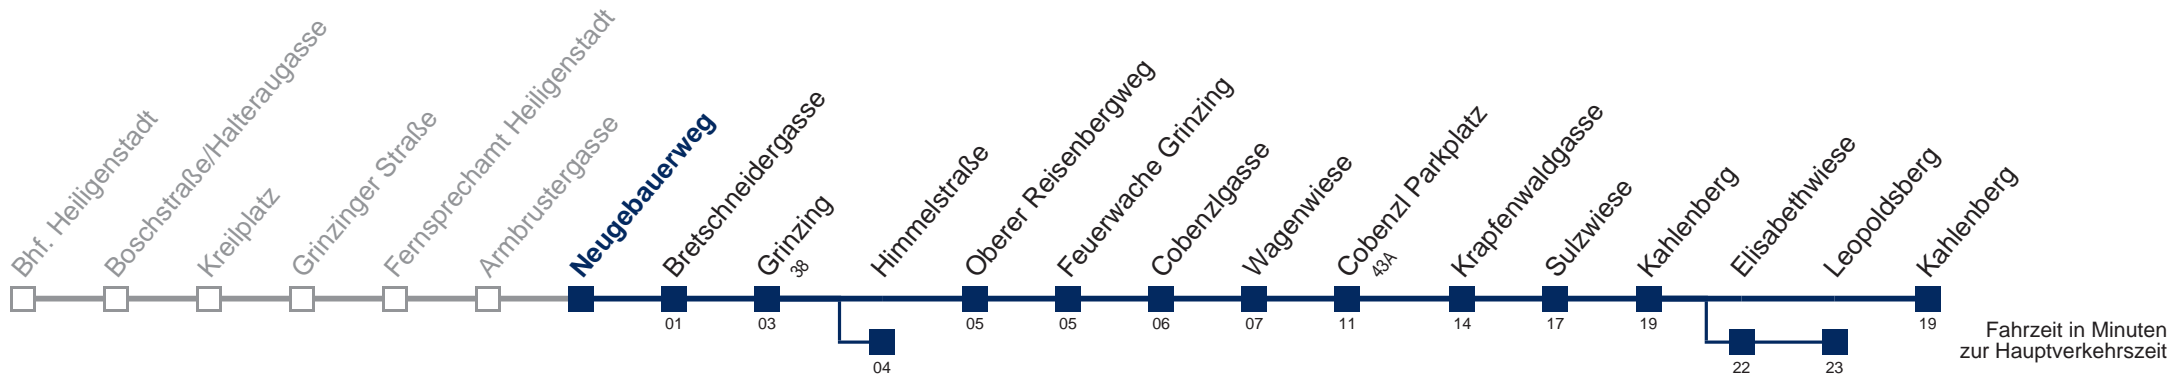 Bhf. Heiligenstadt
Boschstraße/Halteraugasse
Kreilplatz
Grinzinger Straße
Fernsprechamt Heiligenstadt
Armbrustergasse
Neugebauerweg
Bretschneidergasse
Grinzing
38
Himmelstraße
Oberer Reisenbergweg
Feuerwache Grinzing
Cobenzlgasse
Wagenwiese
Cobenzl Parkplatz
43A
Krapfenwaldgasse
Sulzwiese
Kahlenberg
Elisabethwiese
Leopoldsberg
Kahlenberg
01 03 05 05 06 07 11 14 17 19 19
04 22 23
Fahrzeit in Minuten
zur Hauptverkehrszeit